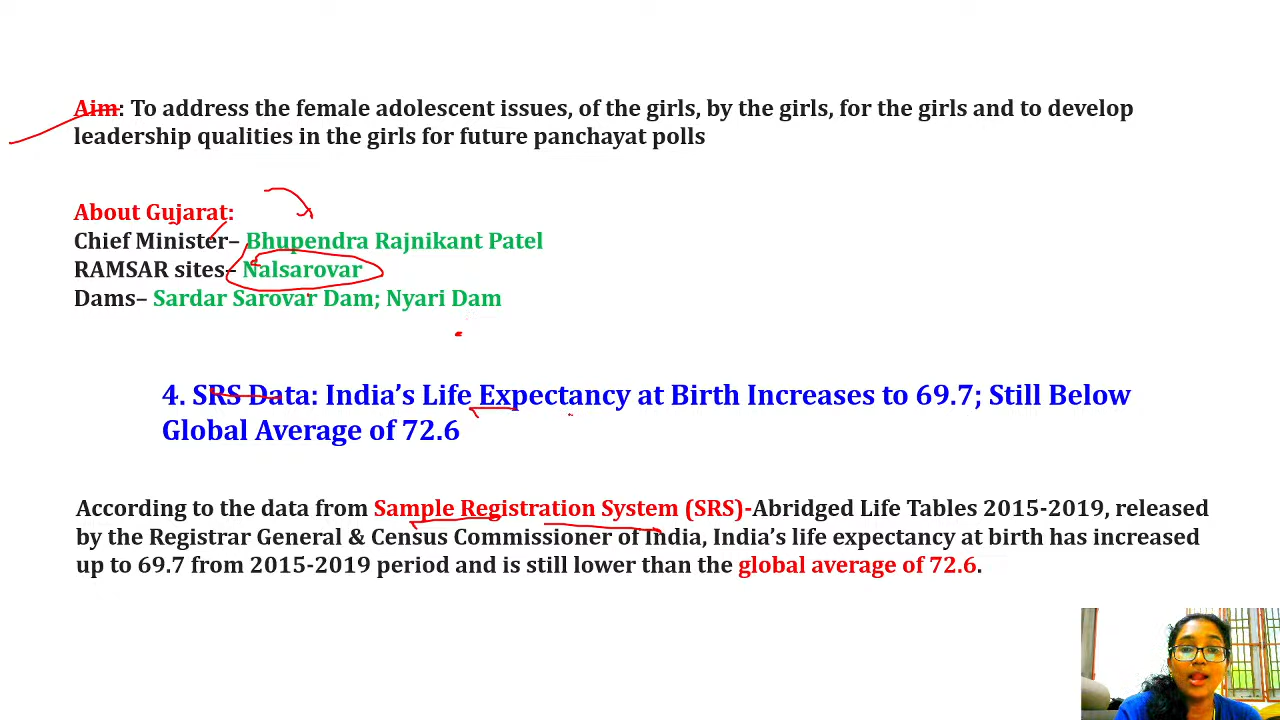 Aim: To address the female adolescent issues, of the girls, by the girls, for the girls and to develop
leadership qualities in the girls for future panchayat polls
About Gujarat:
Chief Minister– Bhupendra Rajnikant Patel
RAMSAR sites– Nalsarovar
Dams– Sardar Sarovar Dam; Nyari Dam
4. SRS Data: India’s Life Expectancy at Birth Increases to 69.7; Still Below
Global Average of 72.6
According to the data from Sample Registration System (SRS)-Abridged Life Tables 2015-2019, released
by the Registrar General & Census Commissioner of India, India’s life expectancy at birth has increased
up to 69.7 from 2015-2019 period and is still lower than the global average of 72.6.